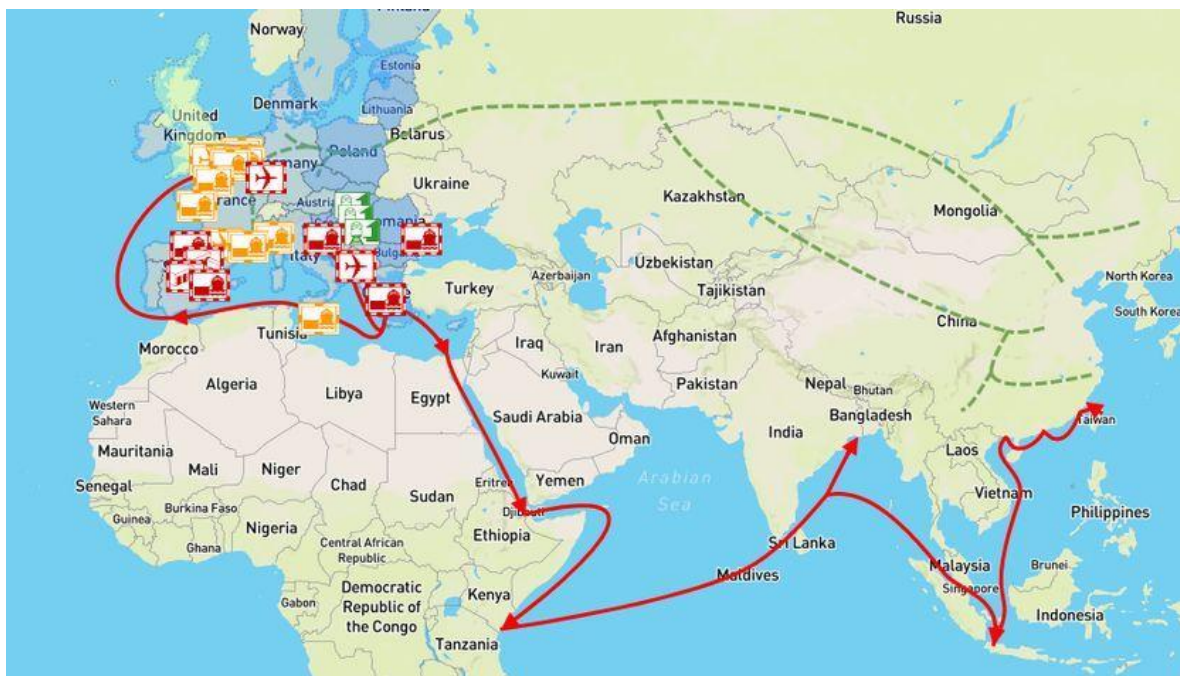 Finland
Russia
Norway
Estonia
Denmark
Lithuania
United
Kingdom
Belarus
Poland
many
Ukraine
Kazakhstan
Mongolia
Austria
rance
mania
Italy
Bulga
Uzbekistan
Azerbaijan
Turkey
Tajikistan
North Korea
South Korea
China
Tunisia
Morocco
Iraq
Iran
Afghanistan
Kuwait
Pakistan
Nepal
Bhutan
Algeria
Libya
Egypt
Saudi Arabia
Bangladesh
Taiwan
Western
Sahara
Oman
India
Laos
Mauritania
Mali
Niger
Chad
Sudan
Eritrea
Yemen
Arabian
Sea
Vietnam
Senegal
Burkina Faso
Guinea
Nigeria
Djibouti
Ethiopia
Philippines
Ghana
Central African
Republic
Sri Lanka
Maldives
Malaysia
Brunei
Singapore
Gabon
Democratic
Republic of
the Congo
Kenya
Indonesia
Tanzania